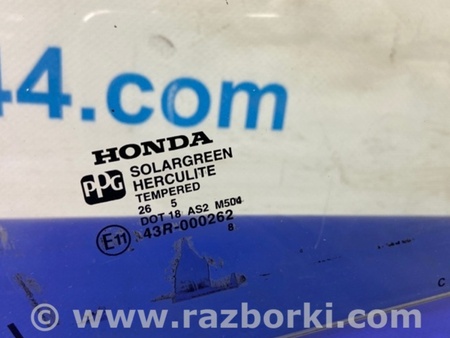 44.com
HONDA
PPG
SOLARGREEN
HERCULITE
TEMPERED
26 5
DOT 18 AS2 M504
E11 43R-000262
8
C
© www.razborki.com